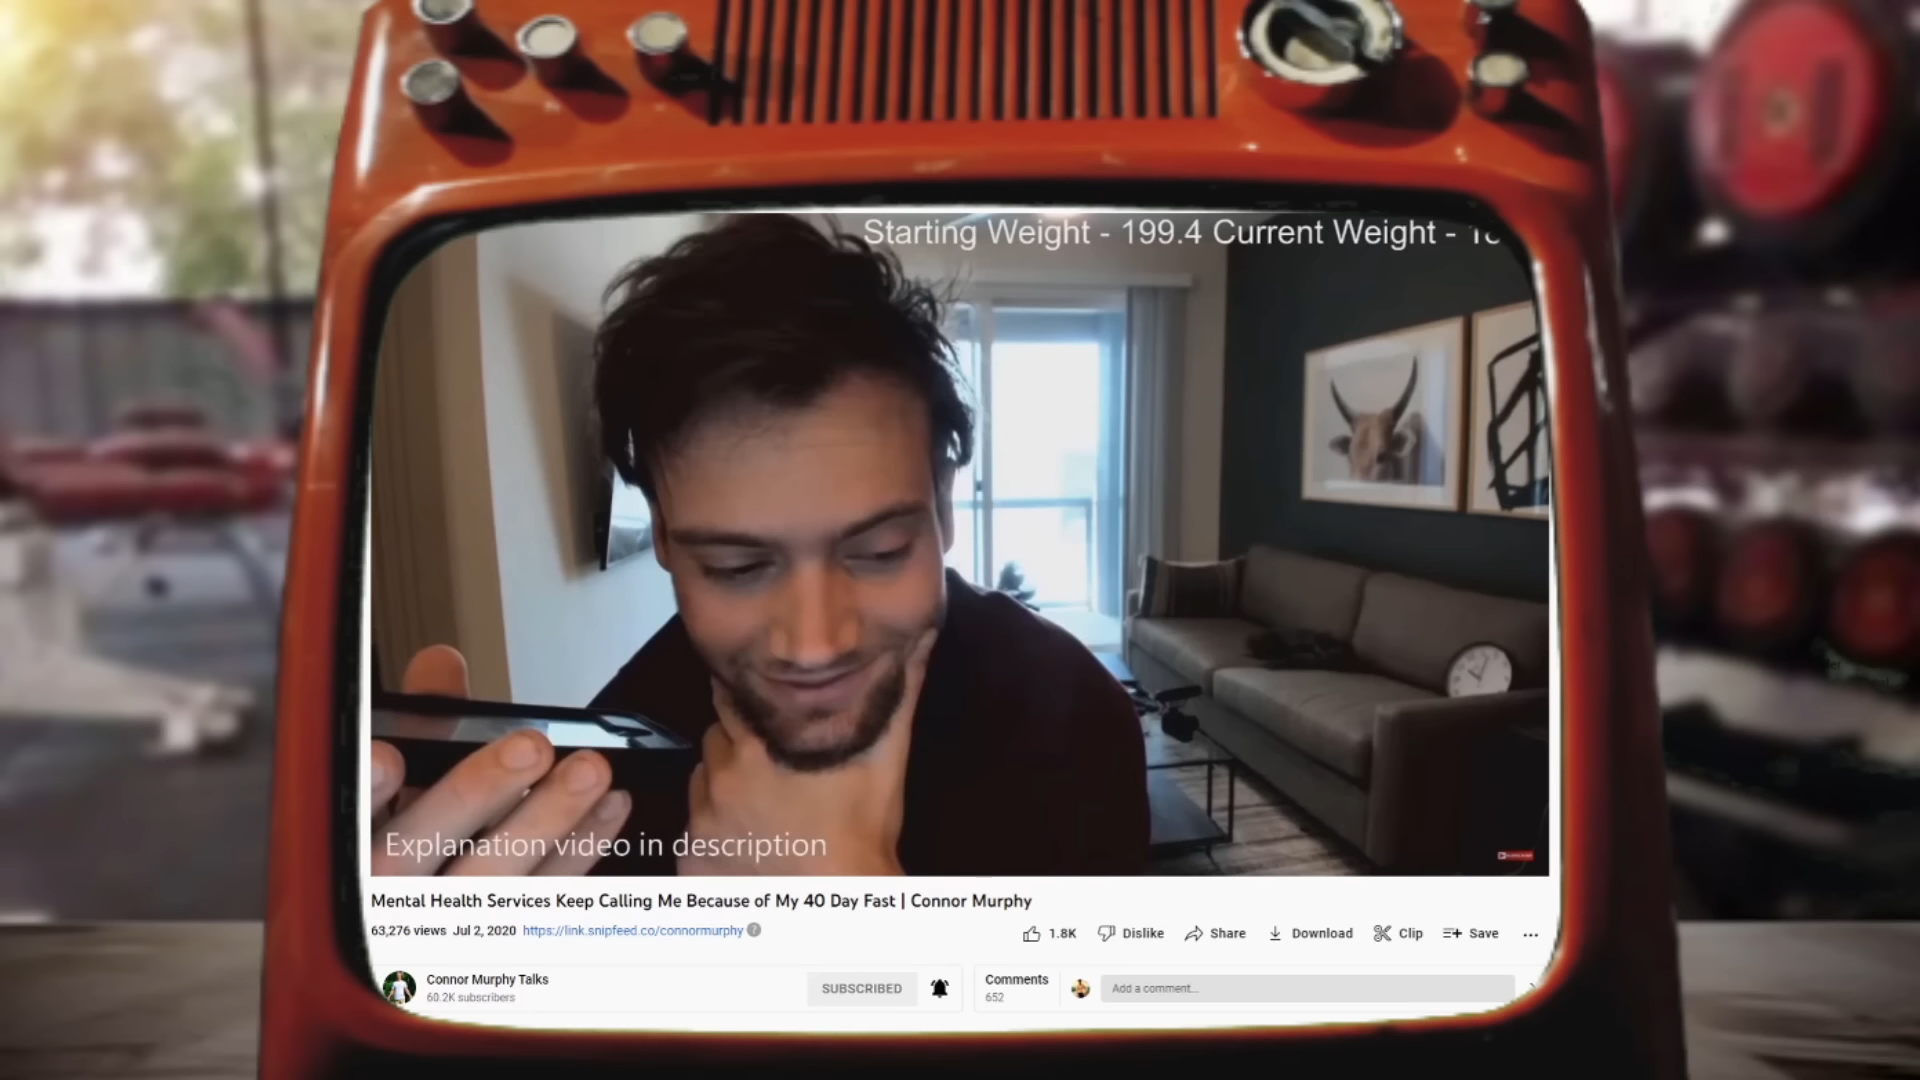 Starting Weight - 199.4 Current Weight -
Explanation video in description
Mental Health Services Keep Calling Me Because of My 40 Day Fast | Connor Murphy
63,276 views Jul 2, 2020 https://link.snipfeed.co/connormurphy ?
1.8K Dislike Share Download Clip Save ...
Connor Murphy Talks
60.2K subscribers
SUBSCRIBED
Comments
652
Add a comment...